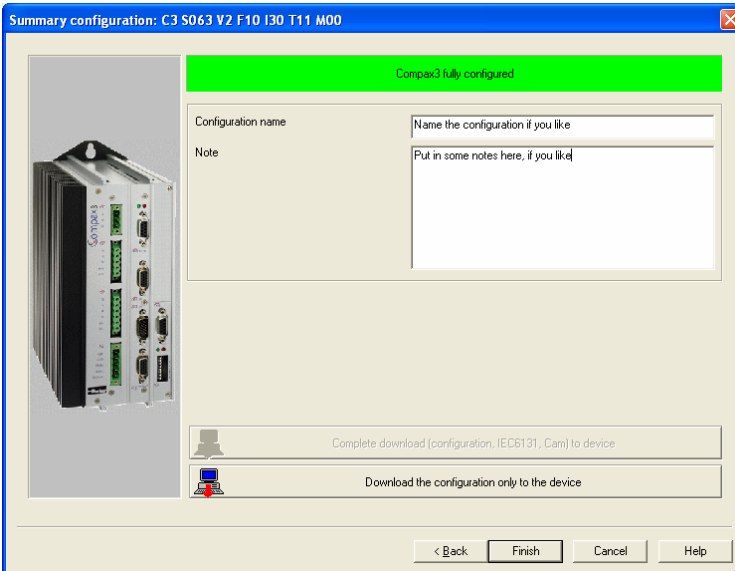 Summary configuration: C3 S063 V2 F10 I30 T11 M00
Compax3 fully configured
Configuration name
Name the configuration if you like
Note
Put in some notes here, if you like
Compax3
Complete download (configuration, IEC6131, Cam) to device
Download the configuration only to the device
< Back
Finish
Cancel
Help